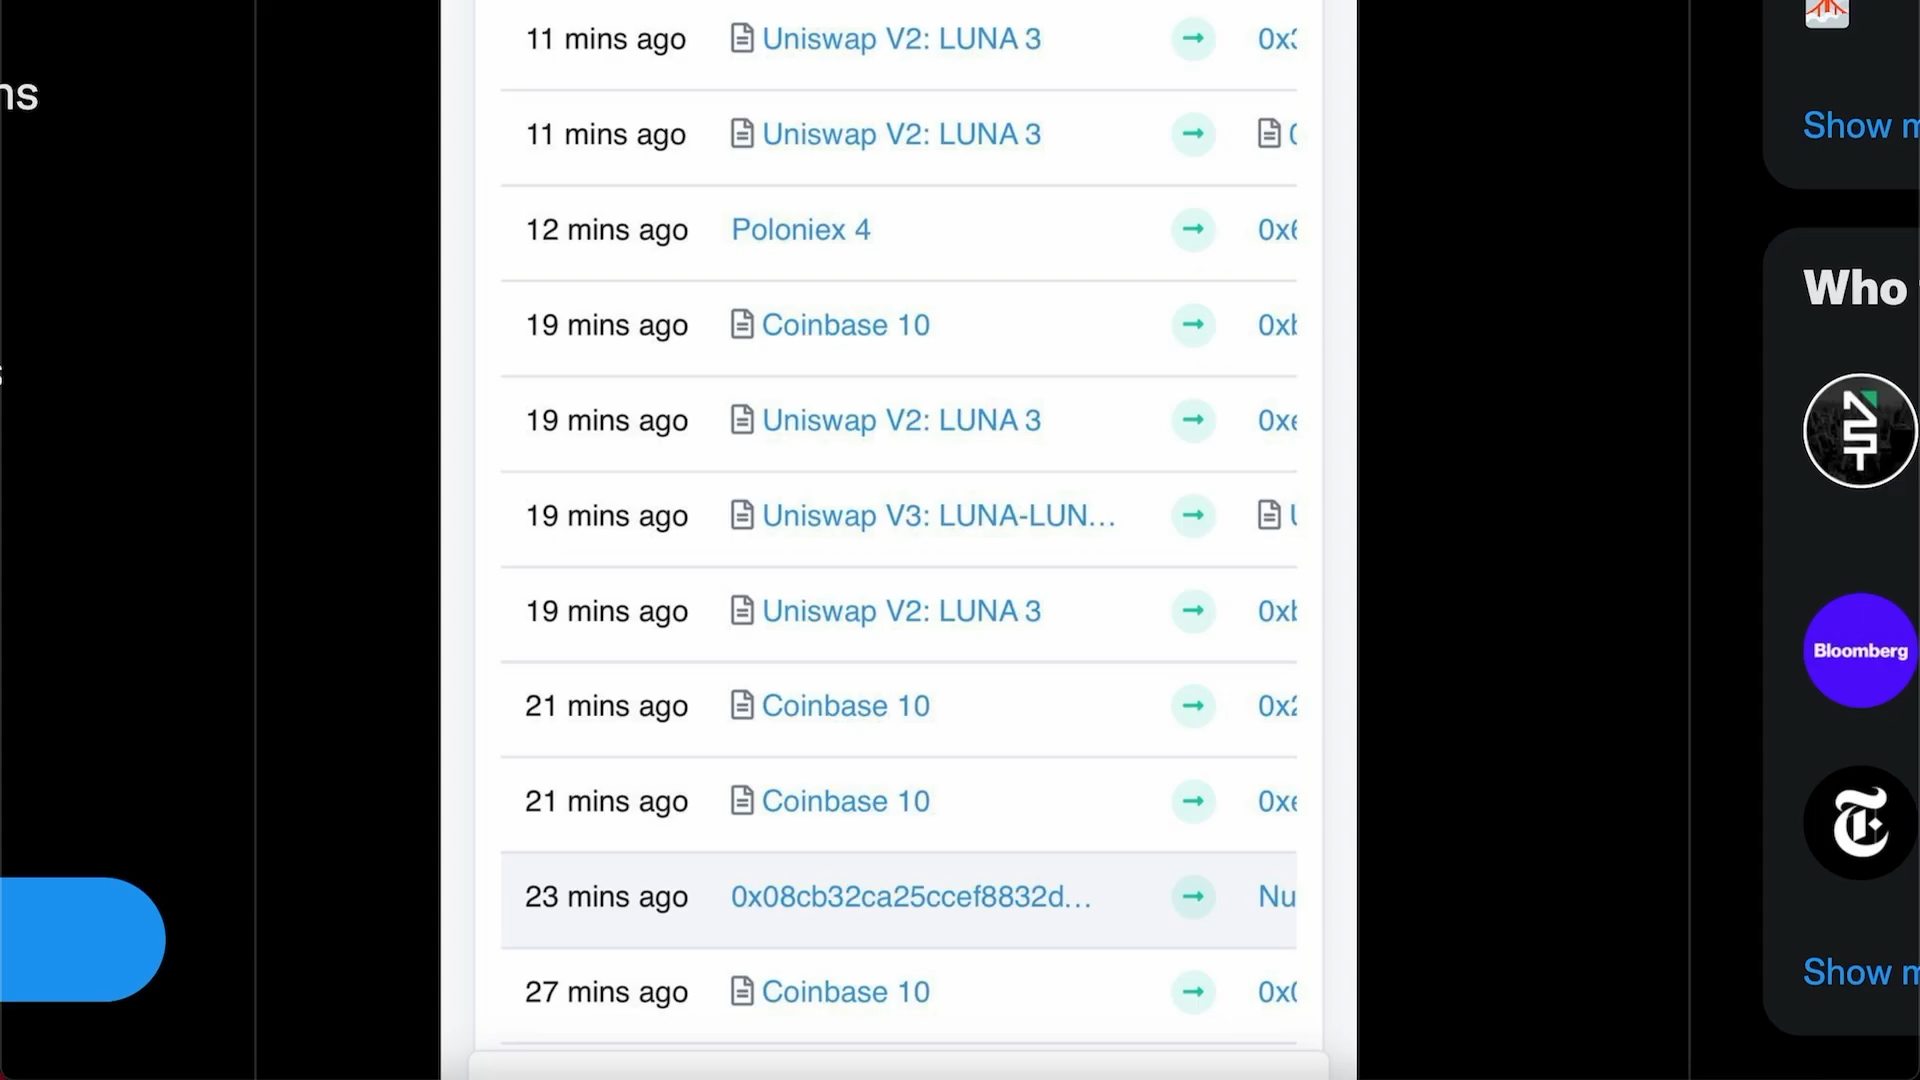 11 mins ago Uniswap V2: LUNA 3
11 mins ago Uniswap V2: LUNA 3
12 mins ago Poloniex 4
19 mins ago Coinbase 10
19 mins ago Uniswap V2: LUNA 3
19 mins ago Uniswap V3: LUNA-LUN...
19 mins ago Uniswap V2: LUNA 3
21 mins ago Coinbase 10
21 mins ago Coinbase 10
23 mins ago 0x08cb32ca25ccef8832d... Nu
27 mins ago Coinbase 10
ns
Show m
Who
Bloomberg
Show m